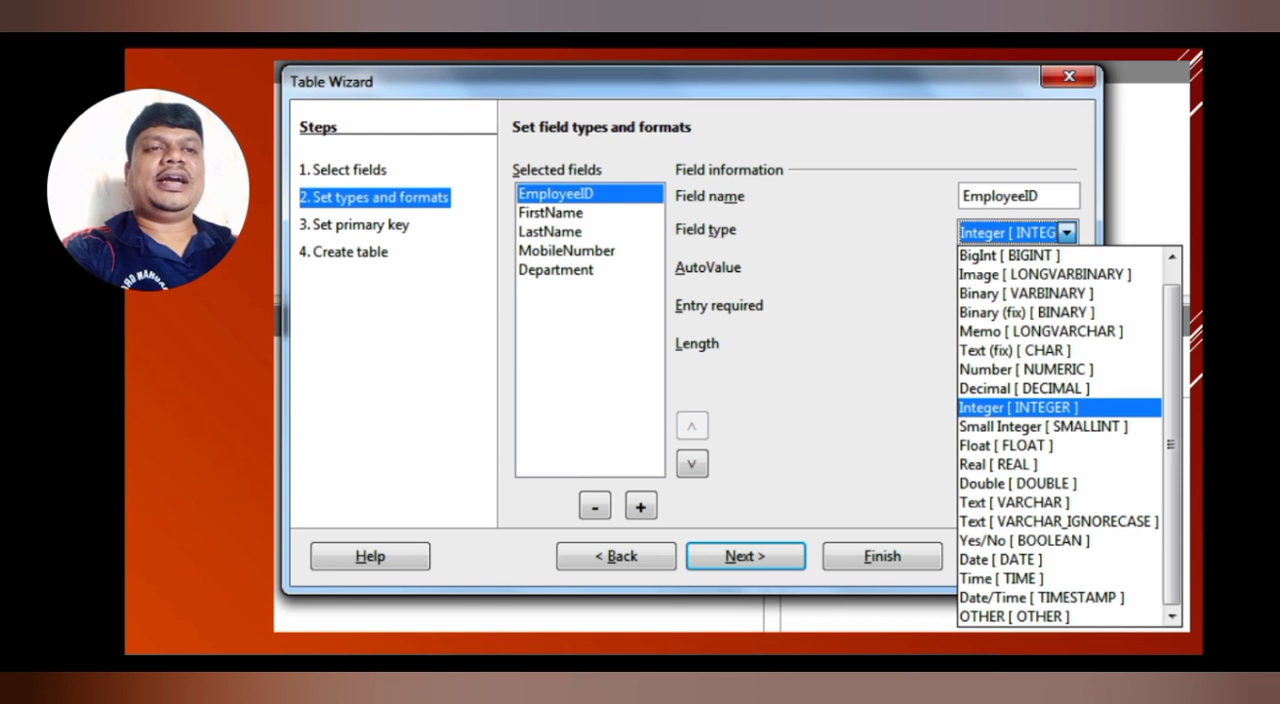 Table Wizard
Steps
1. Select fields
2. Set types and formats
3. Set primary key
4. Create table
Set field types and formats
Selected fields
EmployeeID
FirstName
LastName
MobileNumber
Department
- +
Field information
Field name EmployeeID
Field type Integer [ INTEG
AutoValue
Entry required
Length
BigInt [ BIGINT ]
Image [ LONGVARBINARY ]
Binary [ VARBINARY ]
Binary (fix) [ BINARY ]
Memo [ LONGVARCHAR ]
Text (fix) [ CHAR ]
Number [ NUMERIC ]
Decimal [ DECIMAL ]
Integer [ INTEGER ]
Small Integer [ SMALLINT ]
Float [ FLOAT ]
Real [ REAL ]
Double [ DOUBLE ]
Text [ VARCHAR ]
Text [ VARCHAR_IGNORECASE ]
Yes/No [ BOOLEAN ]
Date [ DATE ]
Time [ TIME ]
Date/Time [ TIMESTAMP ]
OTHER [ OTHER ]
Help < Back Next > Finish